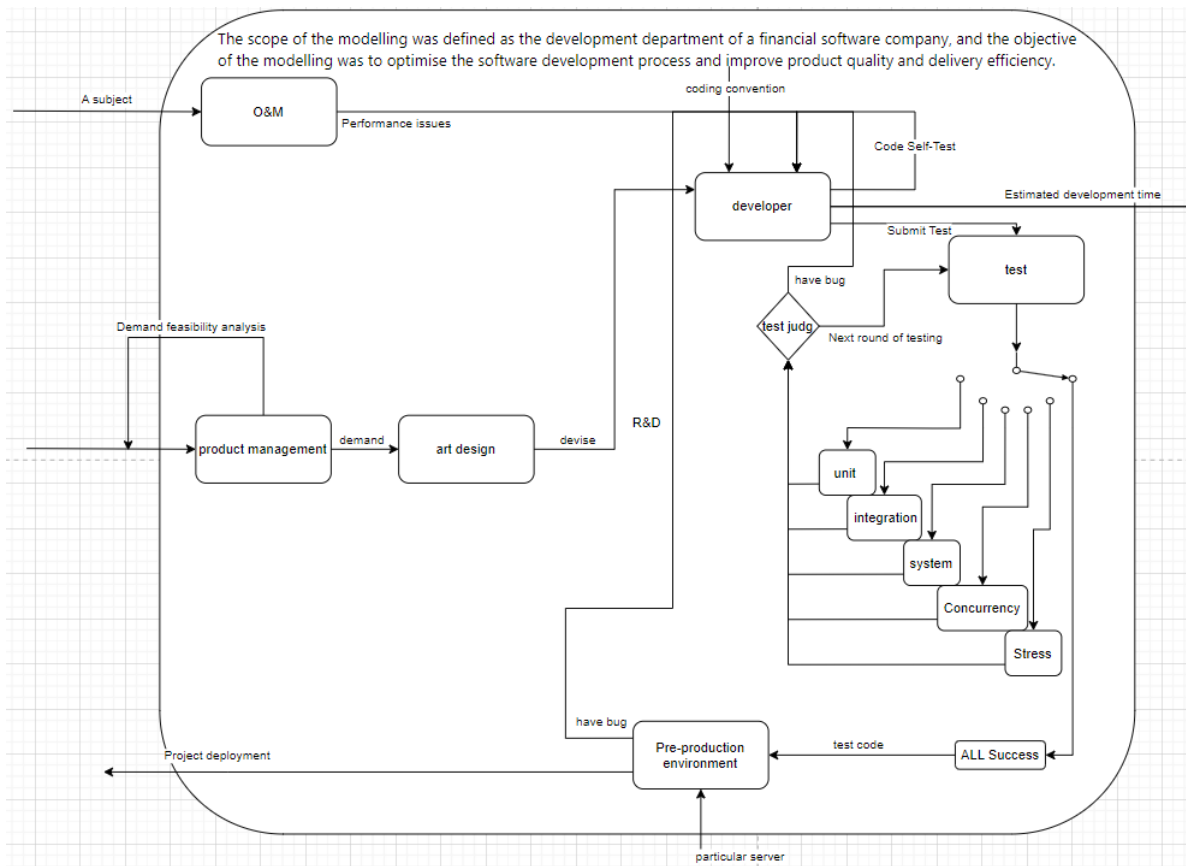 The scope of the modelling was defined as the development department of a financial software company, and the objective
of the modelling was to optimise the software development process and improve product quality and delivery efficiency.
coding convention
A subject
O&M
Performance issues
Code Self-Test
Estimated development time
developer
Submit Test
test
have bug
test judg
Next round of testing
Demand feasibility analysis
R&D
product management
demand
art design
devise
unit
integration
system
Concurrency
Stress
have bug
Pre-production
environment
test code
ALL Success
Project deployment
particular server